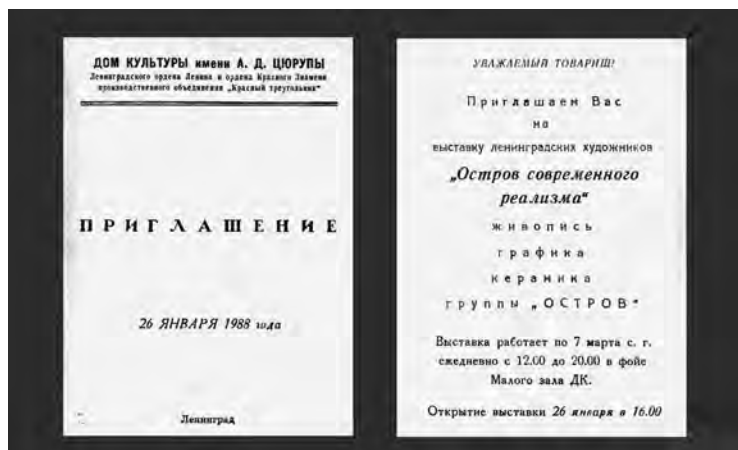 ДОМ КУЛЬТУРЫ имени А. Д. ЦЮРУПЫ
Ленинградского ордена Ленина и ордена Красного Знамени
производственного объединения „Красный треугольник“
ПРИГЛАШЕНИЕ
26 ЯНВАРЯ 1988 года
Ленинград
УВАЖАЕМЫЙ ТОВАРИЩ!
Приглашаем Вас
на
выставку ленинградских художников
„Остров современного
реализма“
живопись
графика
керамика
группы „ОСТРОВ“
Выставка работает по 7 марта с. г.
ежедневно с 12.00 до 20.00 в фойе
Малого зала ДК.
Открытие выставки 26 января в 16.00